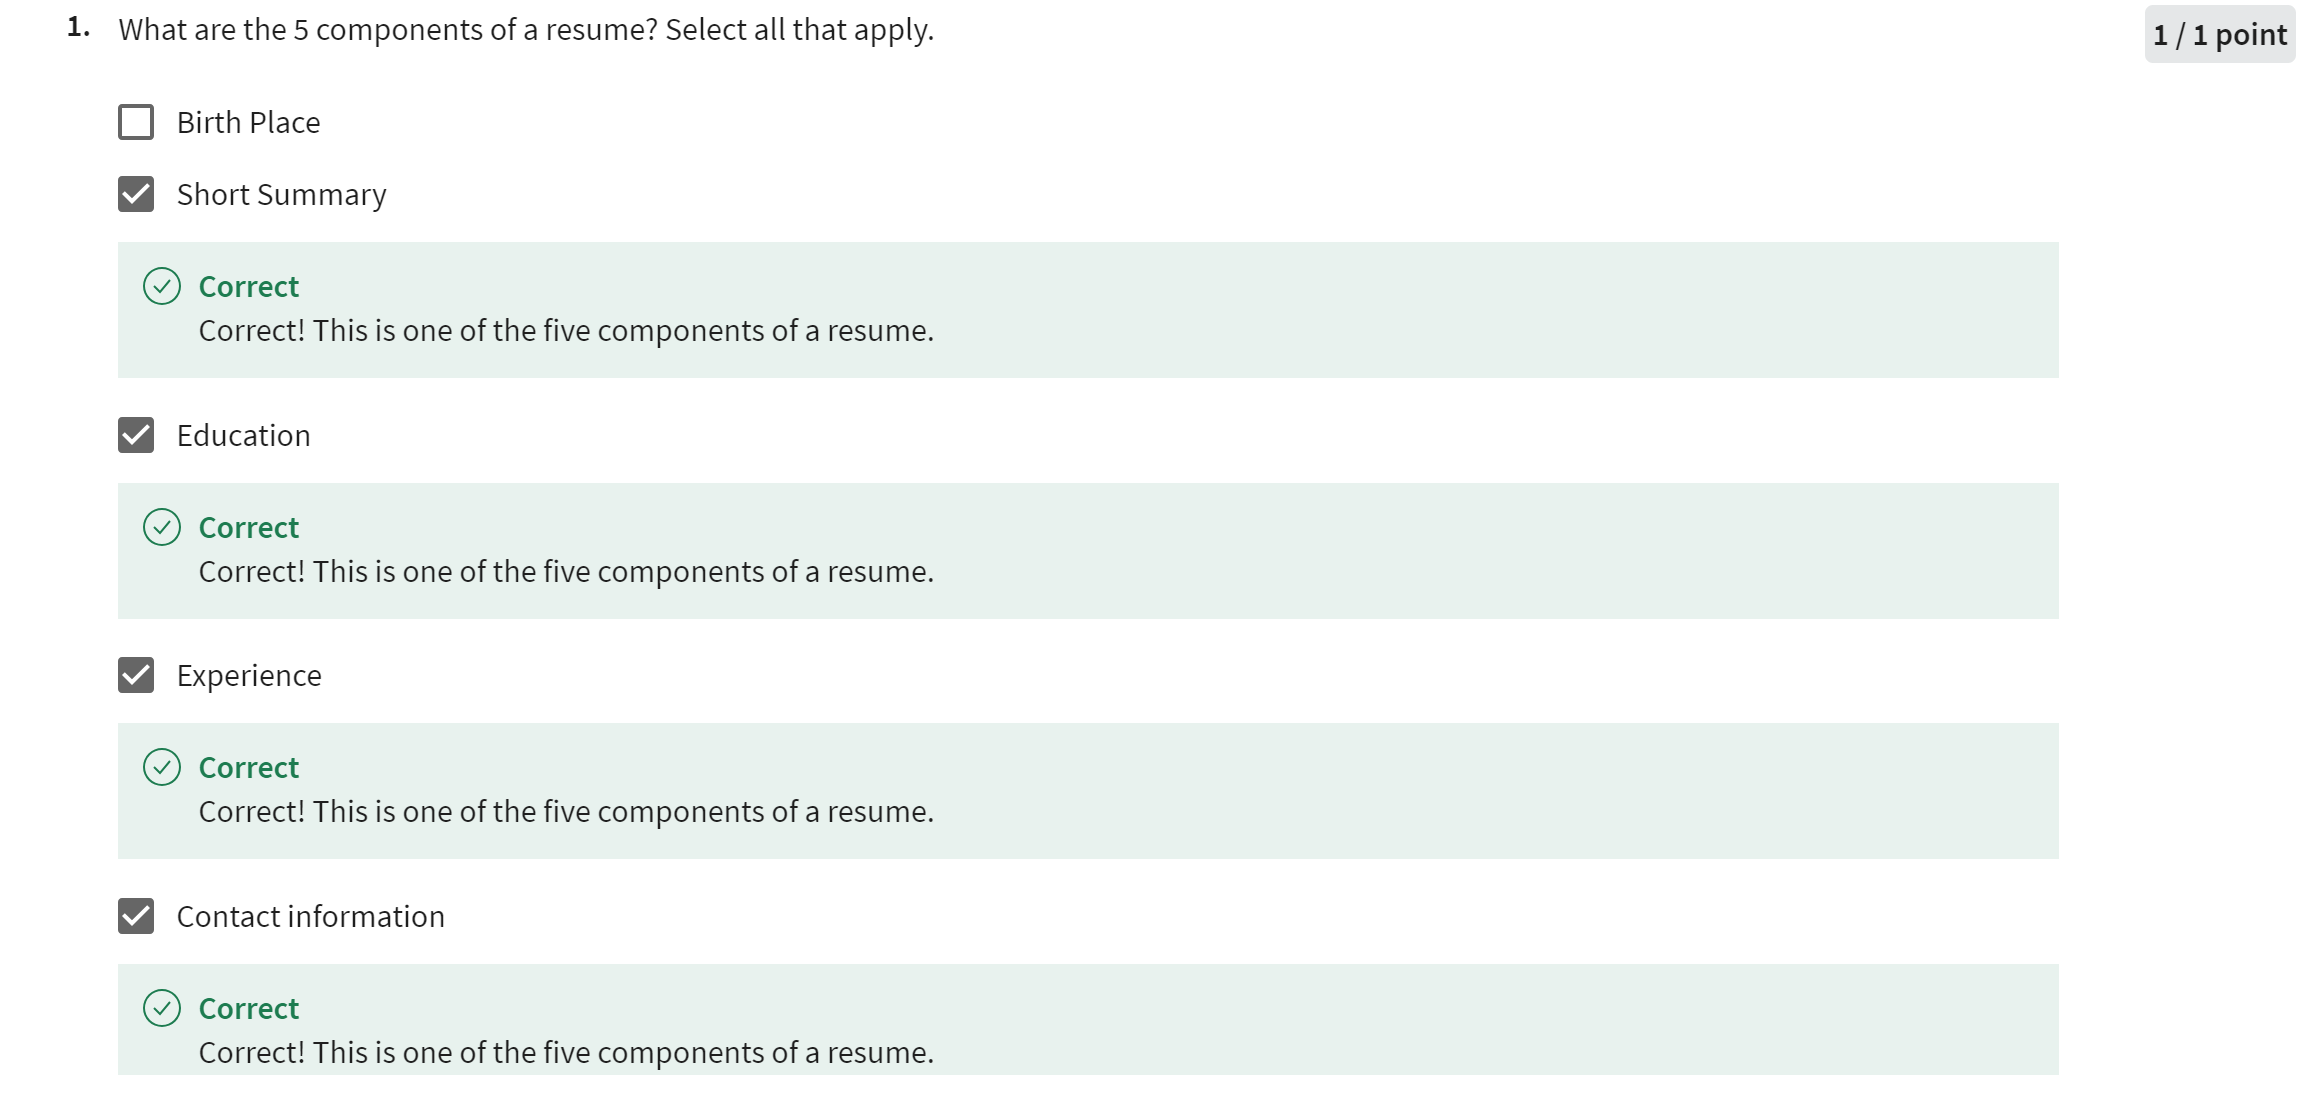 1. What are the 5 components of a resume? Select all that apply.
1 / 1 point
Birth Place
Short Summary
Correct
Correct! This is one of the five components of a resume.
Education
Correct
Correct! This is one of the five components of a resume.
Experience
Correct
Correct! This is one of the five components of a resume.
Contact information
Correct
Correct! This is one of the five components of a resume.